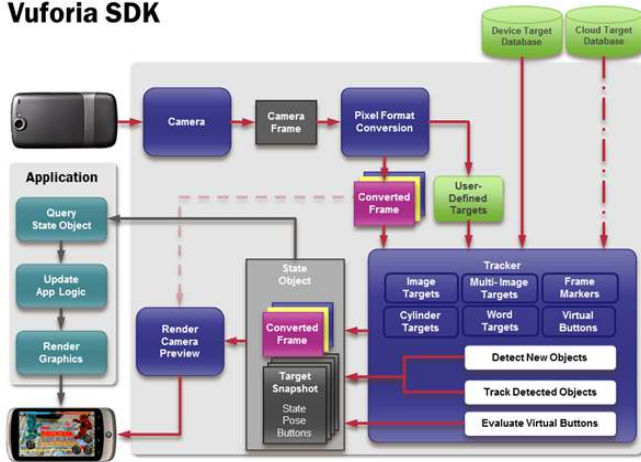 Vuforia SDK
Device Target
Database
Cloud Target
Database
Camera
Camera
Frame
Pixel Format
Conversion
Application
Query
State Object
Update
App Logic
Render
Graphics
Converted
Frame
User-
Defined
Targets
State
Object
Converted
Frame
Target
Snapshot
State
Pose
Buttons
Render
Camera
Preview
Tracker
Image
Targets
Multi-Image
Targets
Frame
Markers
Cylinder
Targets
Word
Targets
Virtual
Buttons
Detect New Objects
Track Detected Objects
Evaluate Virtual Buttons